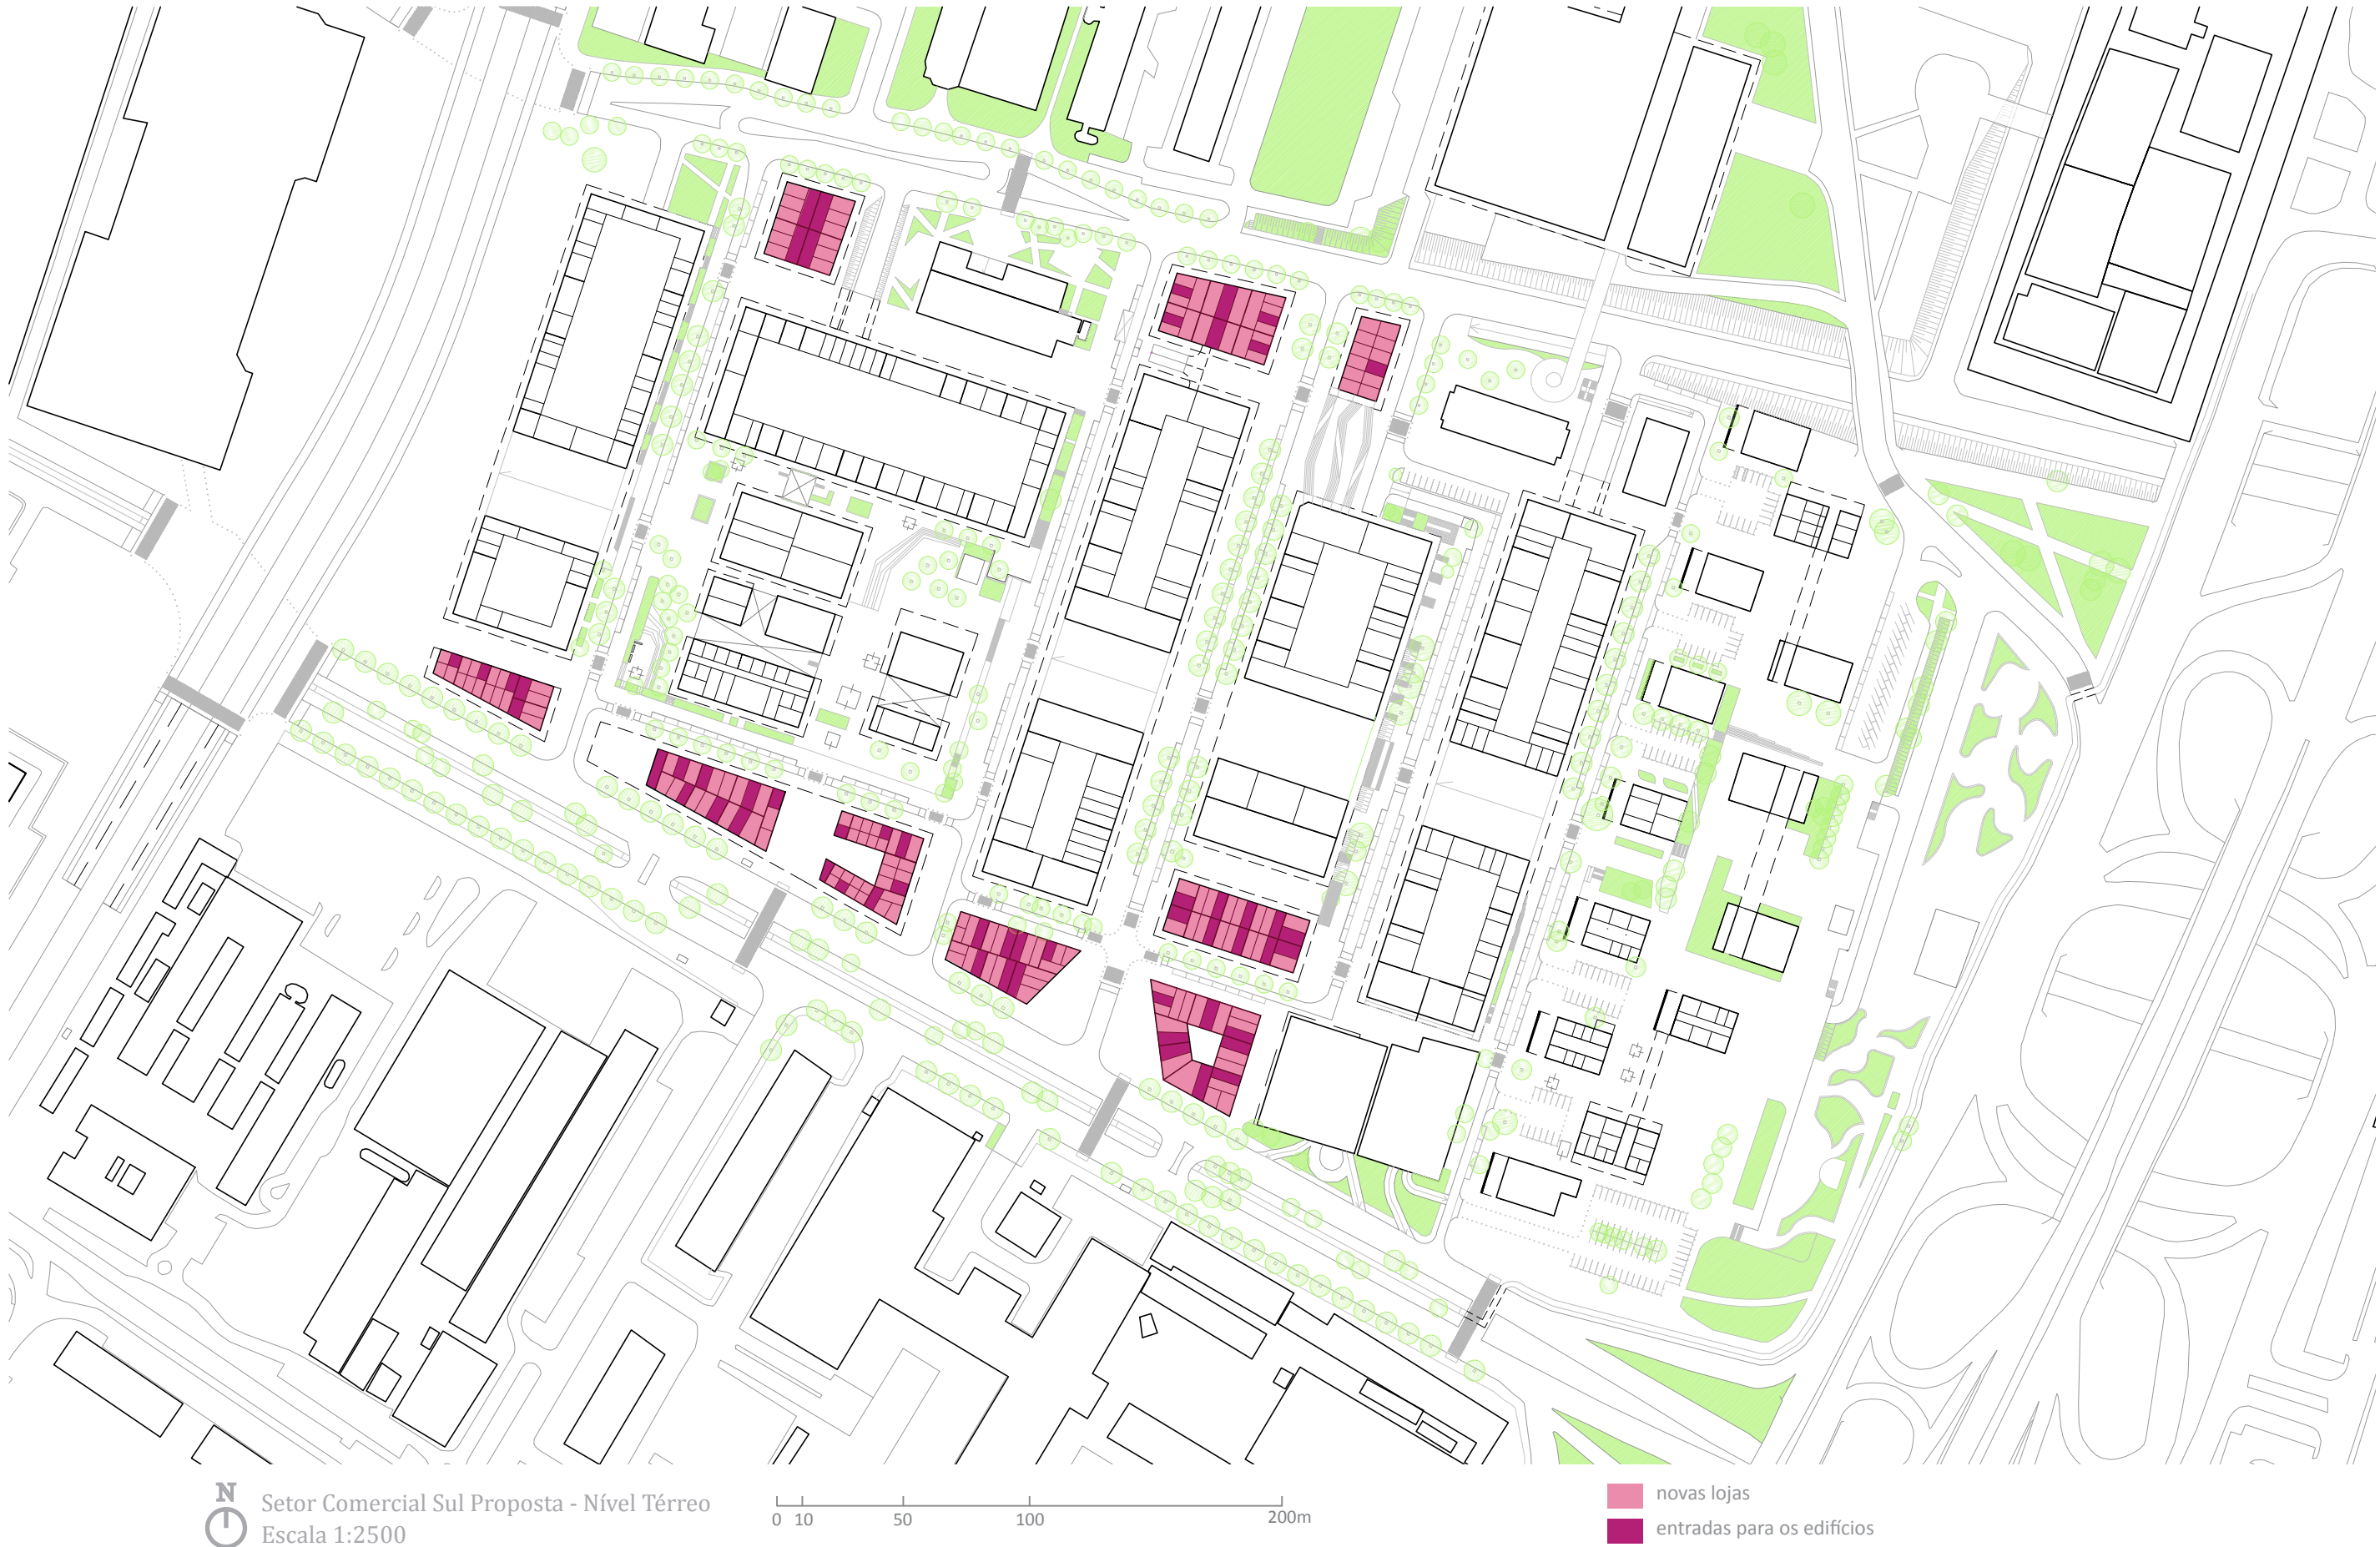 N
Setor Comercial Sul Proposta - Nível Térreo
Escala 1:2500
0 10 50 100 200m
novas lojas
entradas para os edifícios